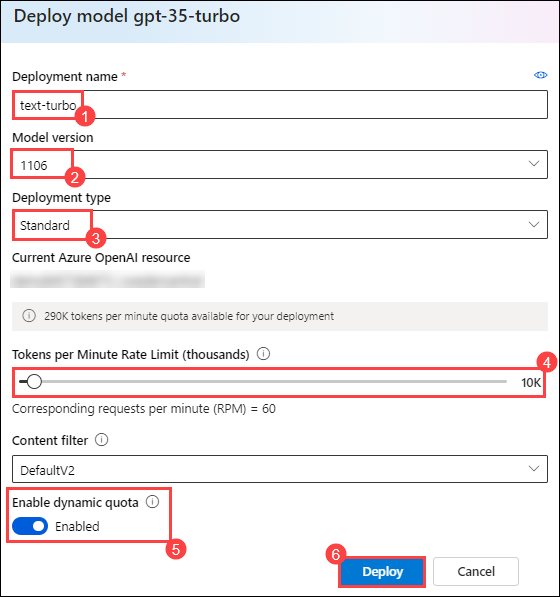 Deploy model gpt-35-turbo
Deployment name *
text-turbo
1
Model version
1106
2
Deployment type
Standard
3
Current Azure OpenAI resource
290K tokens per minute quota available for your deployment
Tokens per Minute Rate Limit (thousands)
4
10K
Corresponding requests per minute (RPM) = 60
Content filter
DefaultV2
Enable dynamic quota
Enabled
5
6
Deploy
Cancel